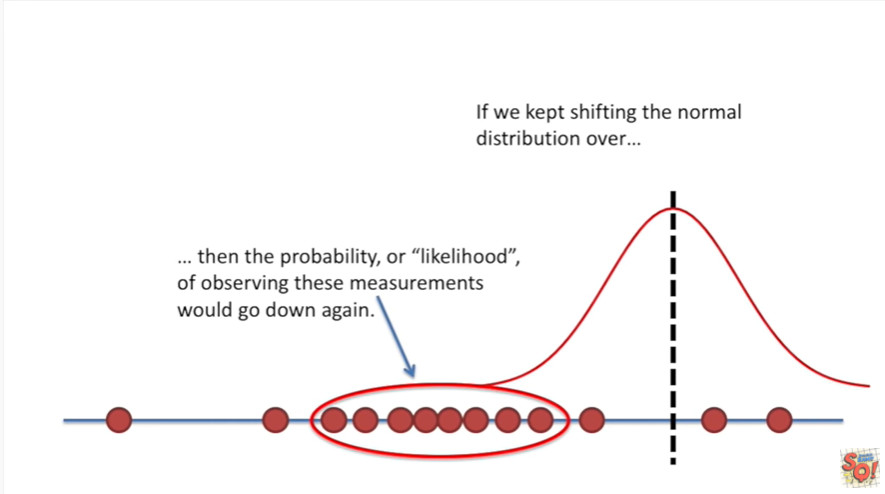 If we kept shifting the normal
distribution over...
... then the probability, or “likelihood”,
of observing these measurements
would go down again.
SQ!